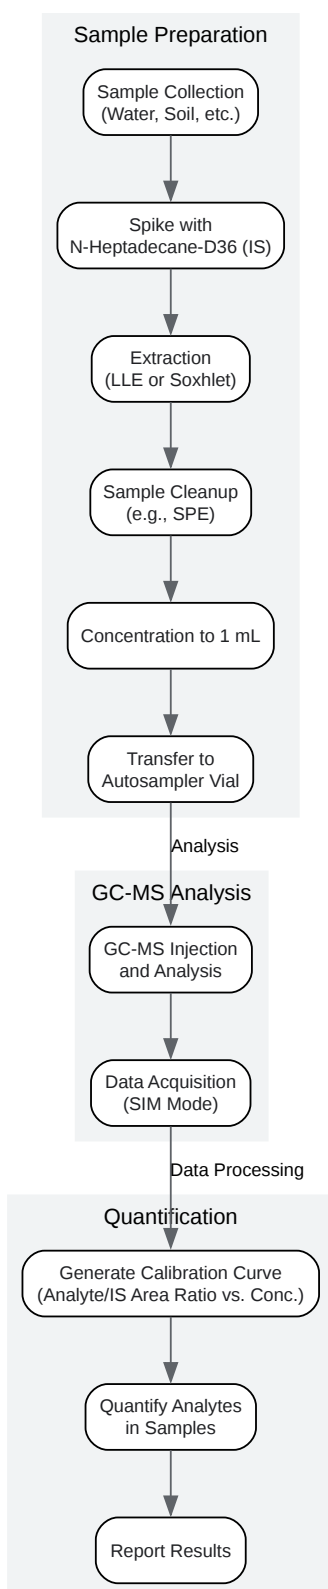 Sample Preparation
Sample Collection
(Water, Soil, etc.)
Spike with
N-Heptadecane-D36 (IS)
Extraction
(LLE or Soxhlet)
Sample Cleanup
(e.g., SPE)
Concentration to 1 mL
Transfer to
Autosampler Vial
Analysis
GC-MS Analysis
GC-MS Injection
and Analysis
Data Acquisition
(SIM Mode)
Data Processing
Quantification
Generate Calibration Curve
(Analyte/IS Area Ratio vs. Conc.)
Quantify Analytes
in Samples
Report Results